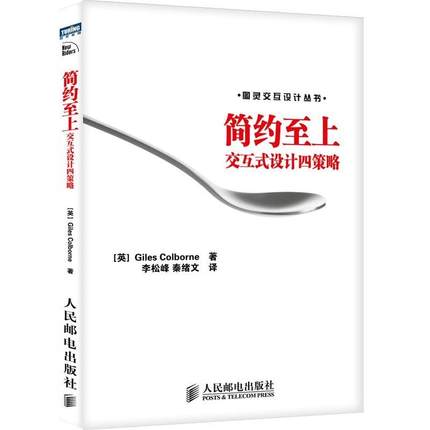 New
Riders
简约至上
交互式设计四策略
[英] Giles Colborne 著
人民邮电出版社
·图灵交互设计丛书·
简约至上
交互式设计四策略
[英] Giles Colborne 著
李松峰 秦绪文 译
人民邮电出版社
POSTS & TELECOM PRESS